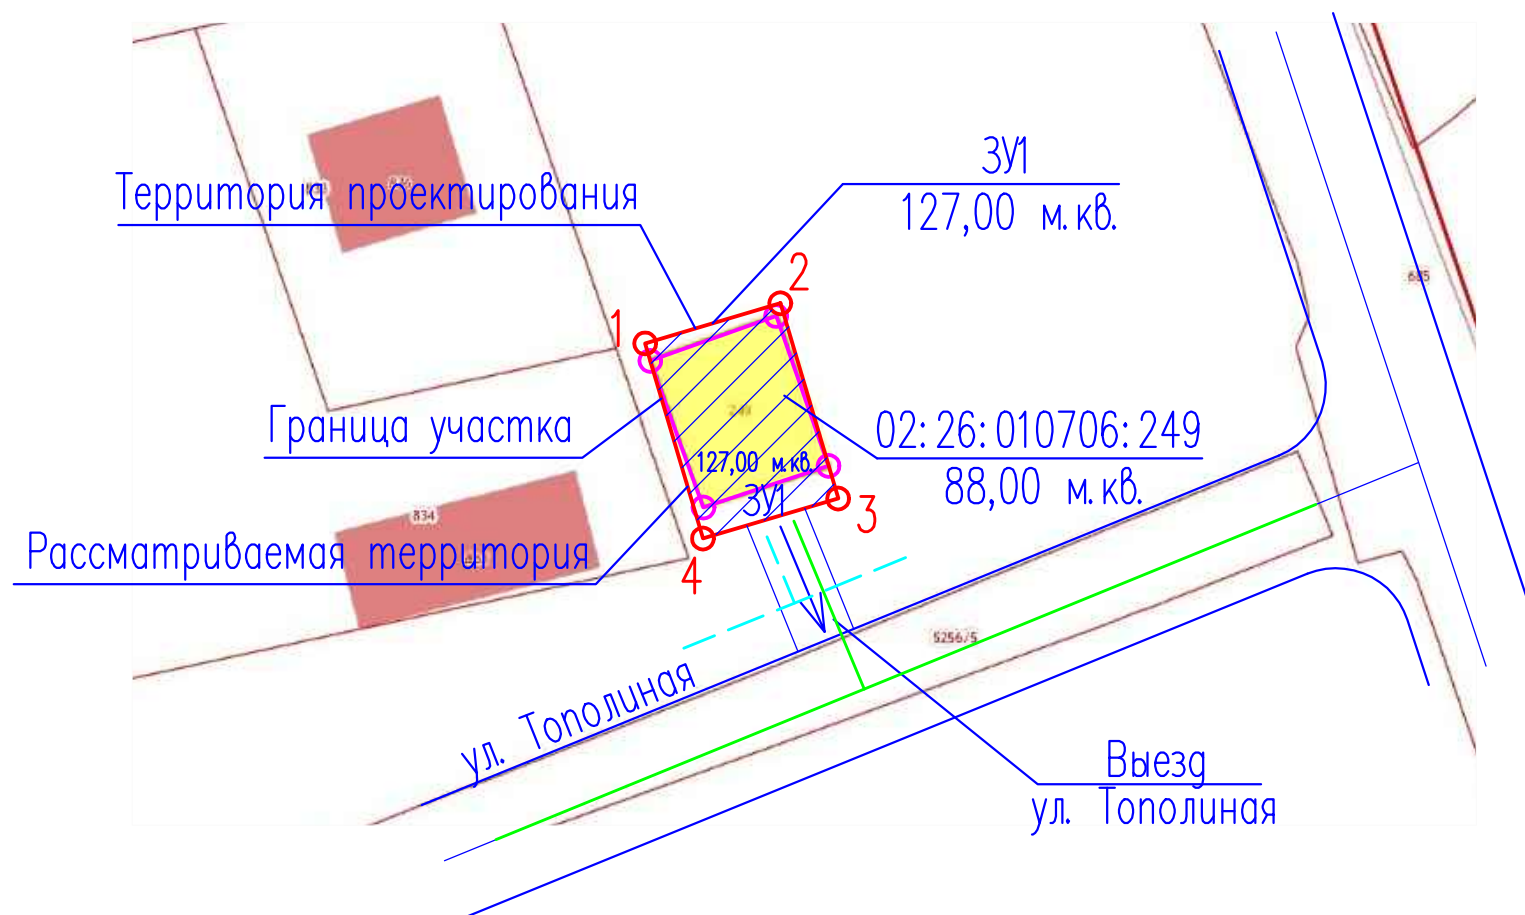 ЗУ1
127,00 м.кв.
Территория проектирования
2
1
685
Граница участка
249
02:26:010706:249
88,00 м.кв.
127,00 м.кв.
ЗУ1
3
834
Рассматриваемая территория
4
5256/5
ул. Тополиная
Выезд
ул. Тополиная